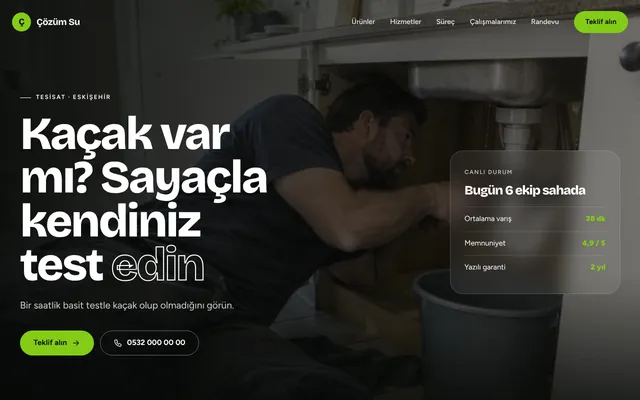 Ç Çözüm Su
Ürünler Hizmetler Süreç Çalışmalarımız Randevu Teklif alın
TESİSAT · ESKİŞEHİR
Kaçak var
mı? Sayaçla
kendiniz
test edin
Bir saatlik basit testle kaçak olup olmadığını görün.
Teklif alın →
0532 000 00 00
CANLI DURUM
Bugün 6 ekip sahada
Ortalama varış 38 dk
Memnuniyet 4,9 / 5
Yazılı garanti 2 yıl